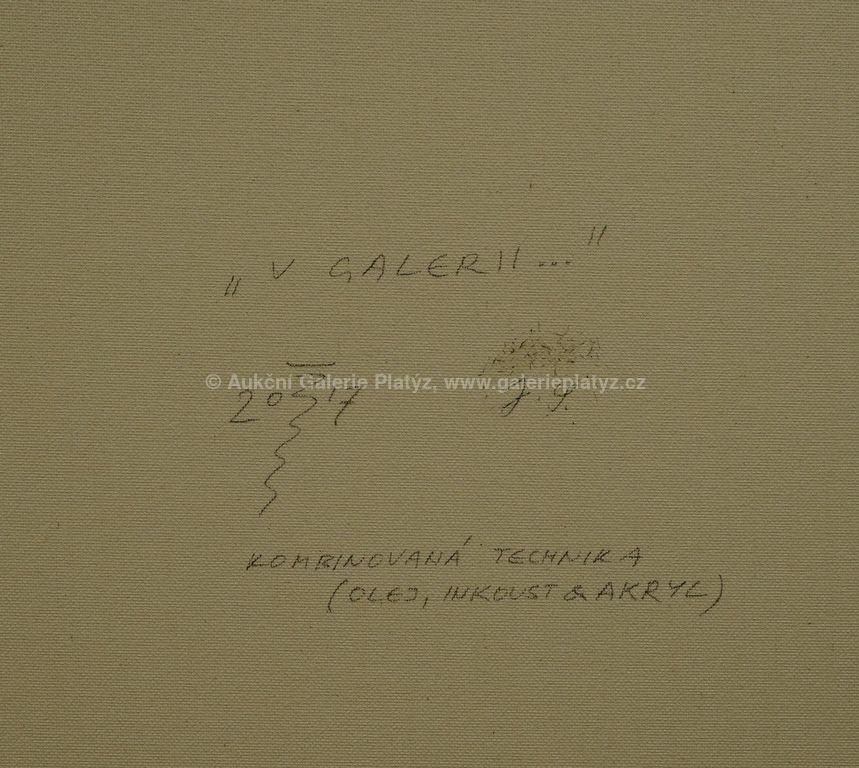 „ V GALERII ... "
© Aukční Galerie Platýz, www.galerieplatyz.cz
2017
KOMBINOVANÁ TECHNIKA
(OLEJ, INKOUST & AKRYL)